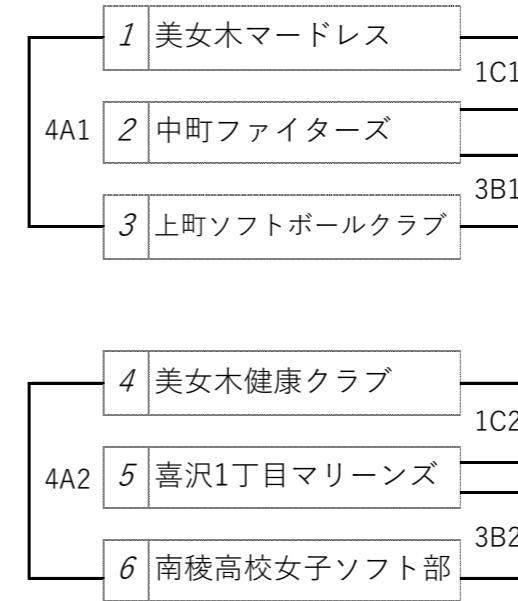 1 美女木マードレス
1C1
4A1 2 中町ファイターズ
3B1
3 上町ソフトボールクラブ
4 美女木健康クラブ
1C2
4A2 5 喜沢1丁目マリーンズ
3B2
6 南稜高校女子ソフト部